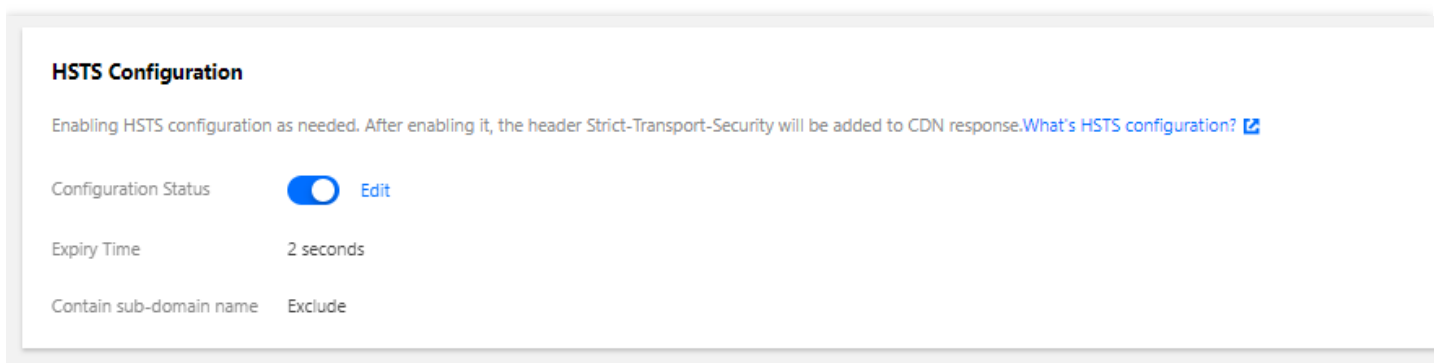 HSTS Configuration
Enabling HSTS configuration as needed. After enabling it, the header Strict-Transport-Security will be added to CDN response.What's HSTS configuration?
Configuration Status Edit
Expiry Time 2 seconds
Contain sub-domain name Exclude